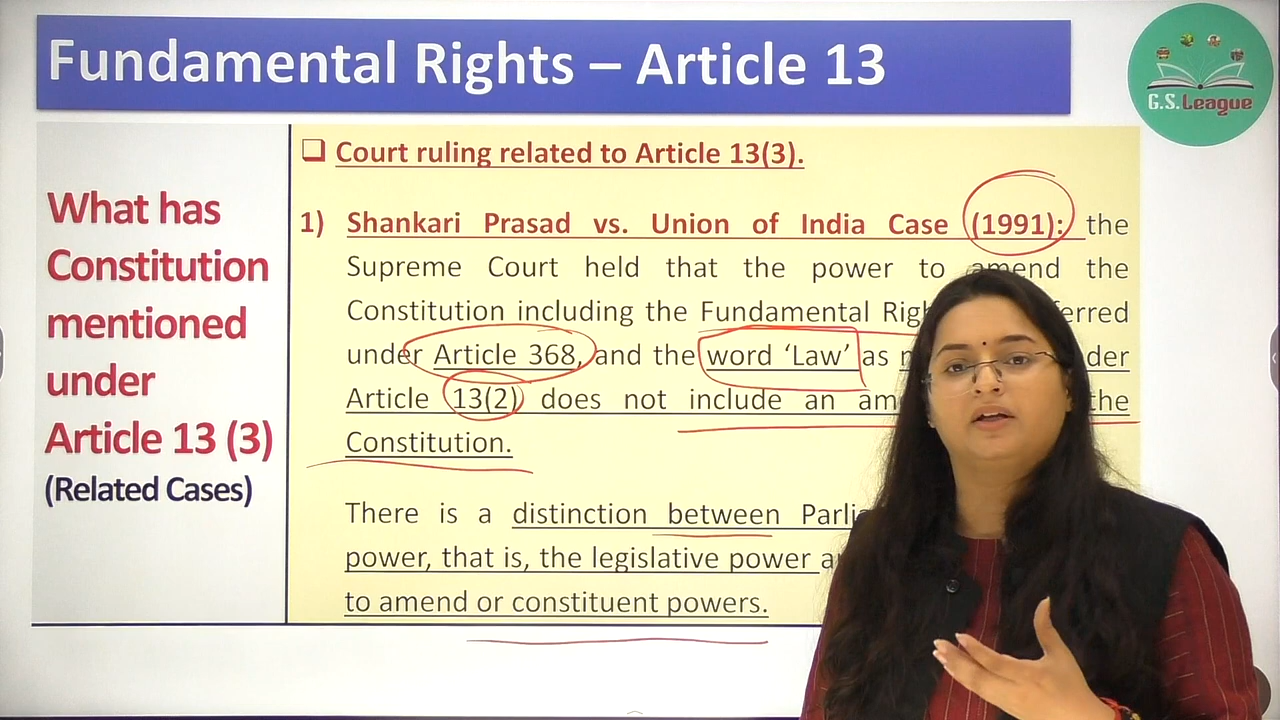 Fundamental Rights – Article 13
G.S.League
What has
Constitution
mentioned
under
Article 13 (3)
(Related Cases)
❑ Court ruling related to Article 13(3).
1) Shankari Prasad vs. Union of India Case (1991): the
Supreme Court held that the power to amend the
Constitution including the Fundamental
under Article 368, and the word ‘Law’ as
Article 13(2) does not include an the
Constitution.
There is a distinction between
power, that is, the legislative power
to amend or constituent powers.